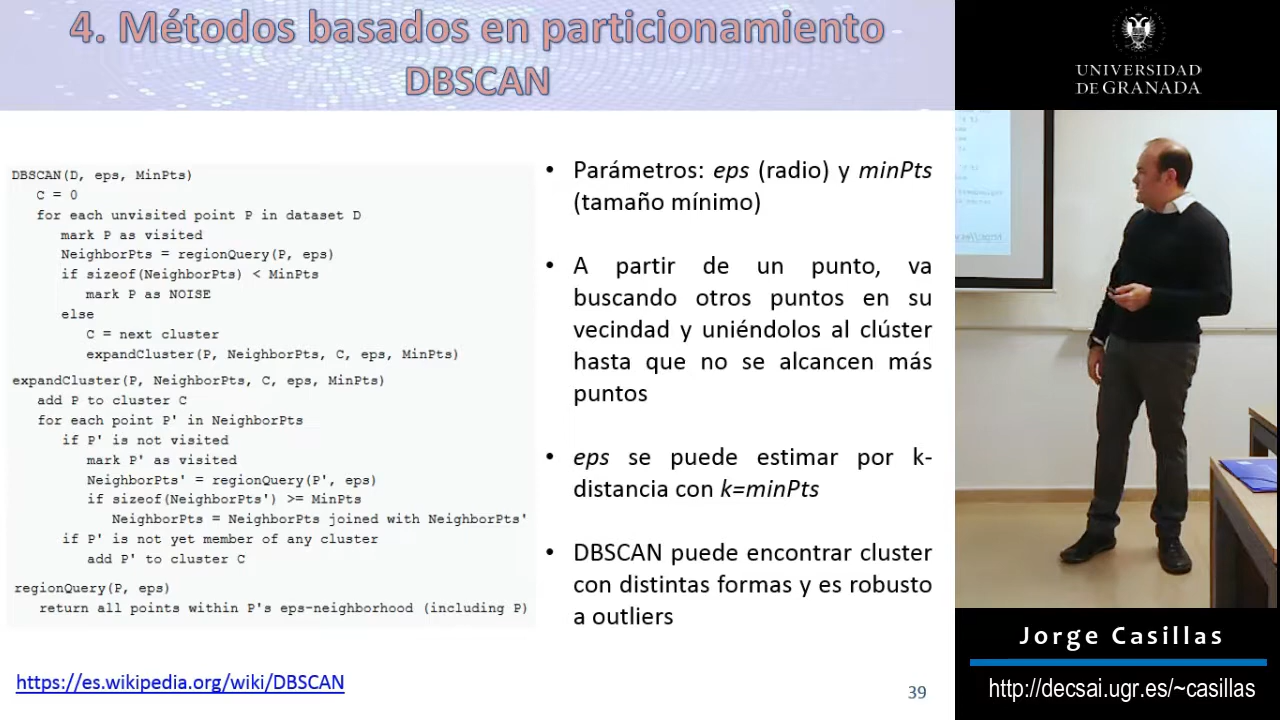 4. Métodos basados en particionamiento
DBSCAN
DBSCAN(D, eps, MinPts)
C = 0
for each unvisited point P in dataset D
mark P as visited
NeighborPts = regionQuery(P, eps)
if sizeof(NeighborPts) < MinPts
mark P as NOISE
else
C = next cluster
expandCluster(P, NeighborPts, C, eps, MinPts)
expandCluster(P, NeighborPts, C, eps, MinPts)
add P to cluster C
for each point P' in NeighborPts
if P' is not visited
mark P' as visited
NeighborPts' = regionQuery(P', eps)
if sizeof(NeighborPts') >= MinPts
NeighborPts = NeighborPts joined with NeighborPts'
if P' is not yet member of any cluster
add P' to cluster C
regionQuery(P, eps)
return all points within P's eps-neighborhood (including P)
https://es.wikipedia.org/wiki/DBSCAN
• Parámetros: eps (radio) y minPts
(tamaño mínimo)
• A partir de un punto, va
buscando otros puntos en su
vecindad y uniéndolos al clúster
hasta que no se alcancen más
puntos
• eps se puede estimar por k-
distancia con k=minPts
• DBSCAN puede encontrar cluster
con distintas formas y es robusto
a outliers
39
UNIVERSIDAD
DE GRANADA
Jorge Casillas
http://decsai.ugr.es/~casillas